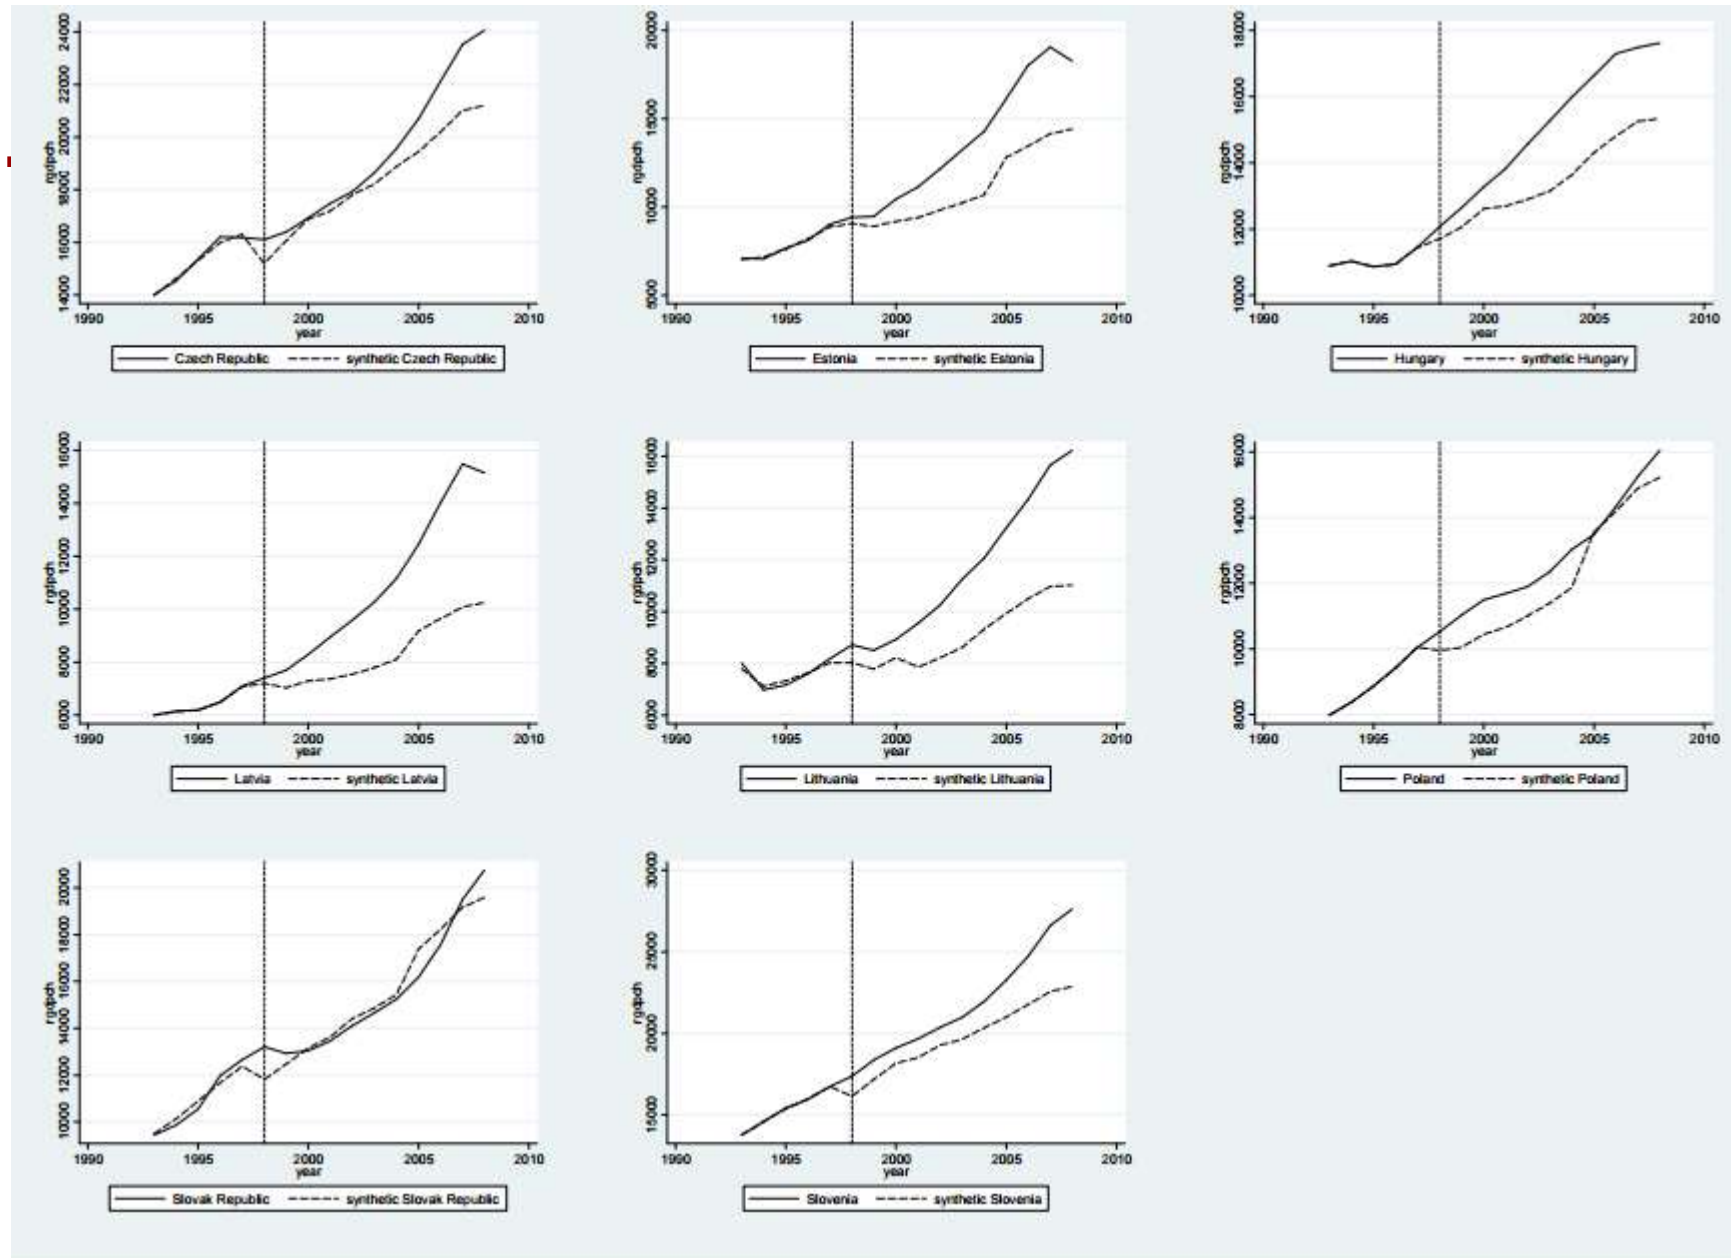 24000
22000
20000
18000
16000
14000
rgdpch
1990 1995 2000 2005 2010
year
Czech Republic synthetic Czech Republic
20000
15000
10000
5000
rgdpch
1990 1995 2000 2005 2010
year
Estonia synthetic Estonia
18000
16000
14000
12000
10000
rgdpch
1990 1995 2000 2005 2010
year
Hungary synthetic Hungary
16000
14000
12000
10000
8000
6000
rgdpch
1990 1995 2000 2005 2010
year
Latvia synthetic Latvia
16000
14000
12000
10000
8000
6000
rgdpch
1990 1995 2000 2005 2010
year
Lithuania synthetic Lithuania
16000
14000
12000
10000
8000
rgdpch
1990 1995 2000 2005 2010
year
Poland synthetic Poland
20000
18000
16000
14000
12000
10000
rgdpch
1990 1995 2000 2005 2010
year
Slovak Republic synthetic Slovak Republic
30000
25000
20000
15000
rgdpch
1990 1995 2000 2005 2010
year
Slovenia synthetic Slovenia